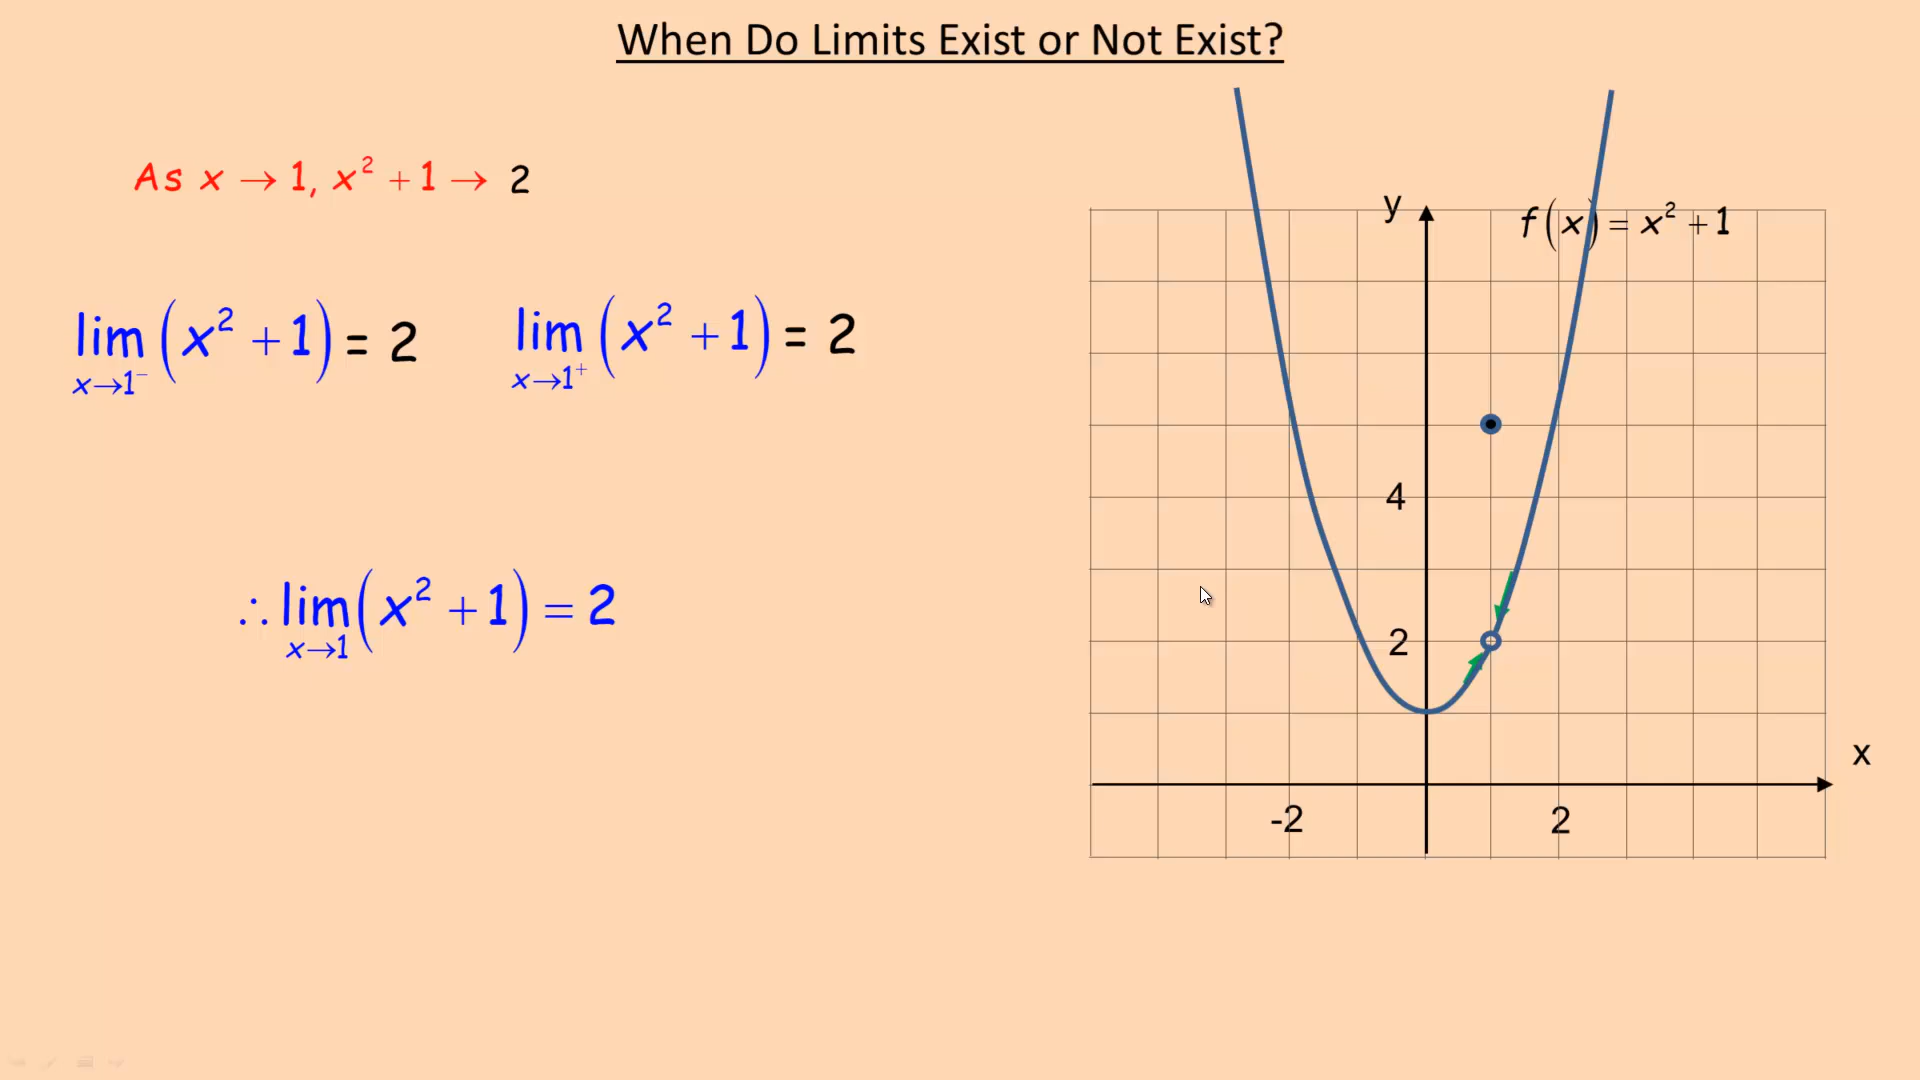 When Do Limits Exist or Not Exist?
As x → 1, x² + 1 → 2
lim x→1⁻ (x² + 1) = 2
lim x→1⁺ (x² + 1) = 2
∴ lim x→1 (x² + 1) = 2
y
f(x) = x² + 1
4
2
x
-2
2